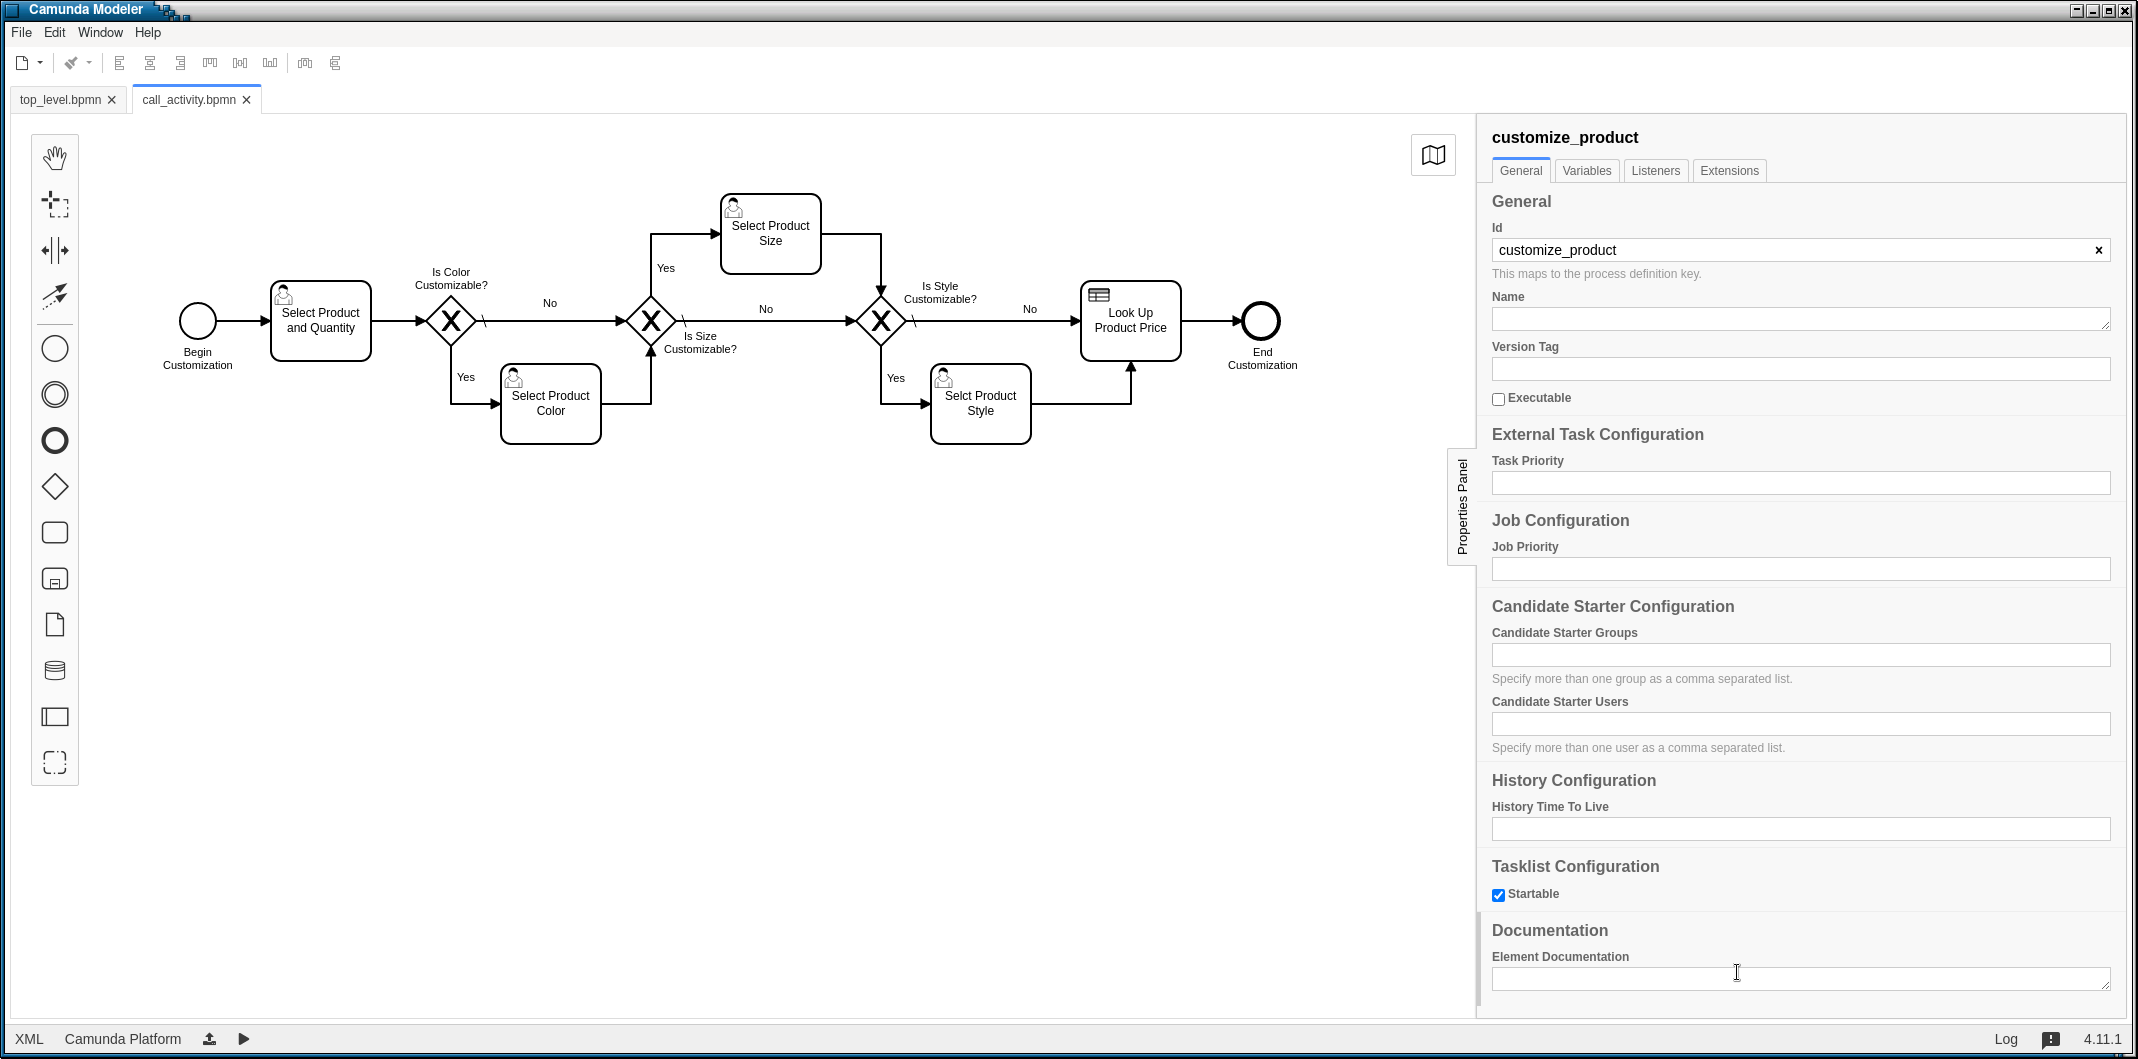 Camunda Modeler
File Edit Window Help
top_level.bpmn
call_activity.bpmn
Begin
Customization
Select Product
and Quantity
Is Color
Customizable?
No
Yes
Select Product
Color
Yes
Is Size
Customizable?
Select Product
Size
No
Is Style
Customizable?
No
Yes
Selct Product
Style
Look Up
Product Price
End
Customization
Properties Panel
customize_product
General Variables Listeners Extensions
General
Id
customize_product
This maps to the process definition key.
Name
Version Tag
Executable
External Task Configuration
Task Priority
Job Configuration
Job Priority
Candidate Starter Configuration
Candidate Starter Groups
Specify more than one group as a comma separated list.
Candidate Starter Users
Specify more than one user as a comma separated list.
History Configuration
History Time To Live
Tasklist Configuration
Startable
Documentation
Element Documentation
XML Camunda Platform
Log 4.11.1